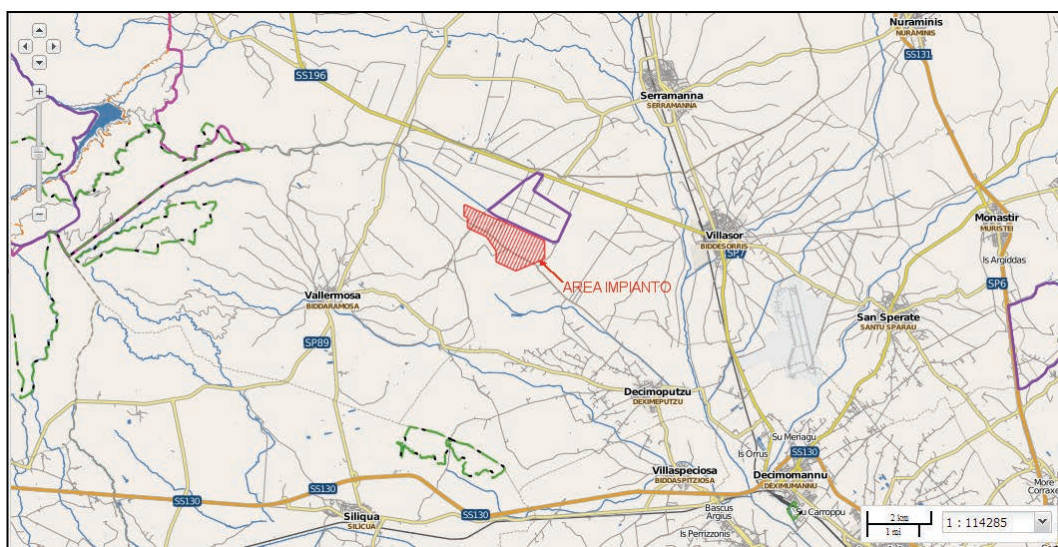 Nuraminis
NURAMINIS
SS131
SS196
Serramanna
SERRAMANNA
Monastir
MURISTEI
Villasor
BIDDESORRIS
SP7
Is Argiddas
AREA IMPIANTO
SP6
Vallermosa
BIDDARAMOSA
San Sperate
SANTU SPARAU
SP89
Decimoputzu
DEXIMEPUTZU
Su Meriagu
Is Orrus
SS130
Villaspeciosa
BIDDASPITZIOSA
Decimomannu
DEXIMUMANNU
More
Corraxe
SS130
SS130
SS130
Siliqua
SILICUA
Bascus
Argius
Su Carroppu
Is Perrizzonis
2 km
1 mi
1 : 114285